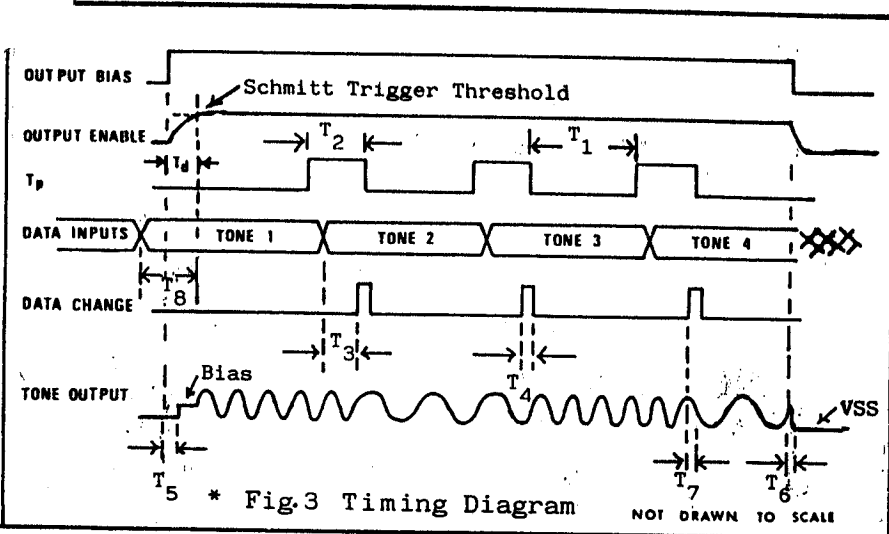 OUTPUT BIAS
Schmitt Trigger Threshold
OUTPUT ENABLE
T2
T1
Td
Tp
DATA INPUTS TONE 1 TONE 2 TONE 3 TONE 4
T8
DATA CHANGE
T3
T4
Bias
TONE OUTPUT
VSS
T5
T7
T6
* Fig.3 Timing Diagram
NOT DRAWN TO SCALE